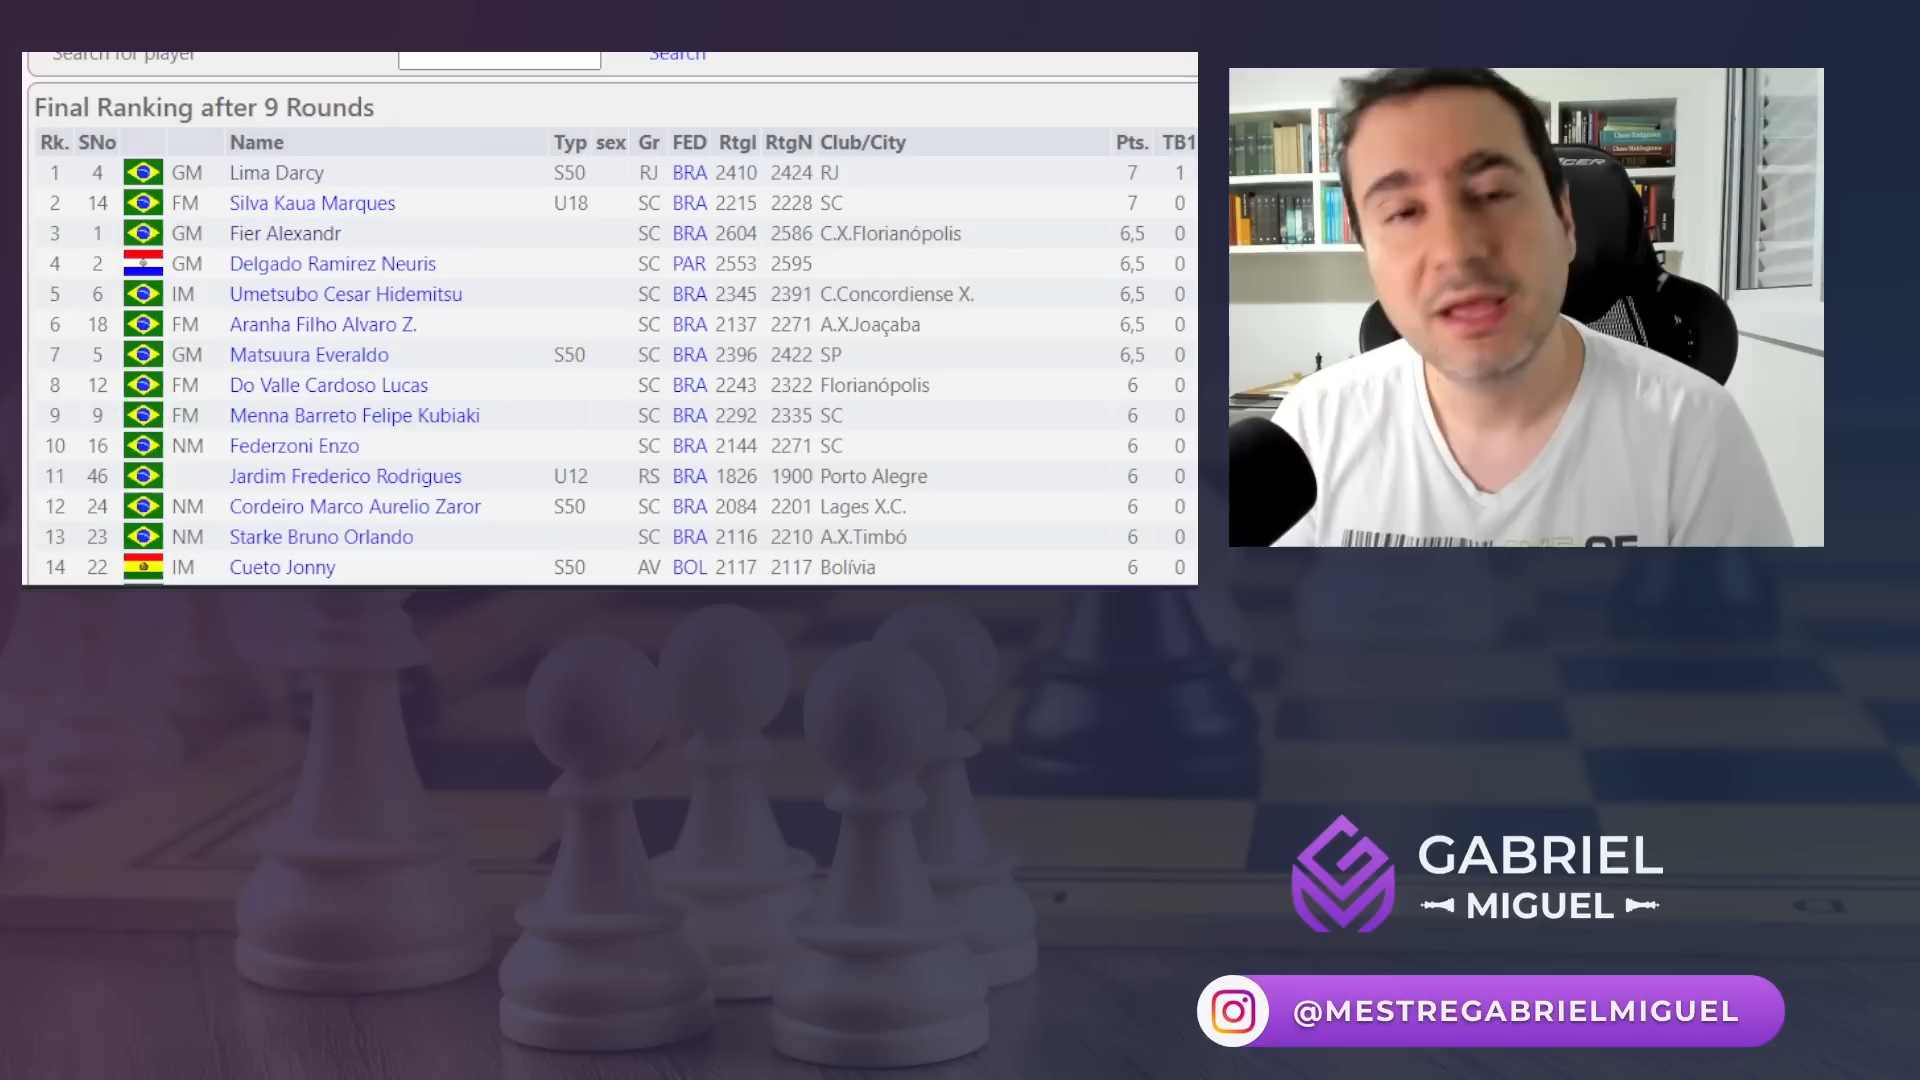 Search for player Search
Final Ranking after 9 Rounds
Rk. SNo Name Typ sex Gr FED RtgI RtgN Club/City Pts. TB1
1 4 GM Lima Darcy S50 RJ BRA 2410 2424 RJ 7 1
2 14 FM Silva Kaua Marques U18 SC BRA 2215 2228 SC 7 0
3 1 GM Fier Alexandr SC BRA 2604 2586 C.X.Florianópolis 6,5 0
4 2 GM Delgado Ramirez Neuris SC PAR 2553 2595 6,5 0
5 6 IM Umetsubo Cesar Hidemitsu SC BRA 2345 2391 C.Concordiense X. 6,5 0
6 18 FM Aranha Filho Alvaro Z. SC BRA 2137 2271 A.X.Joaçaba 6,5 0
7 5 GM Matsuura Everaldo S50 SC BRA 2396 2422 SP 6,5 0
8 12 FM Do Valle Cardoso Lucas SC BRA 2243 2322 Florianópolis 6 0
9 9 FM Menna Barreto Felipe Kubiaki SC BRA 2292 2335 SC 6 0
10 16 NM Federzoni Enzo SC BRA 2144 2271 SC 6 0
11 46 Jardim Frederico Rodrigues U12 RS BRA 1826 1900 Porto Alegre 6 0
12 24 NM Cordeiro Marco Aurelio Zaror S50 SC BRA 2084 2201 Lages X.C. 6 0
13 23 NM Starke Bruno Orlando SC BRA 2116 2210 A.X.Timbó 6 0
14 22 IM Cueto Jonny S50 AV BOL 2117 2117 Bolívia 6 0
GABRIEL
MIGUEL
@MESTREGABRIELMIGUEL